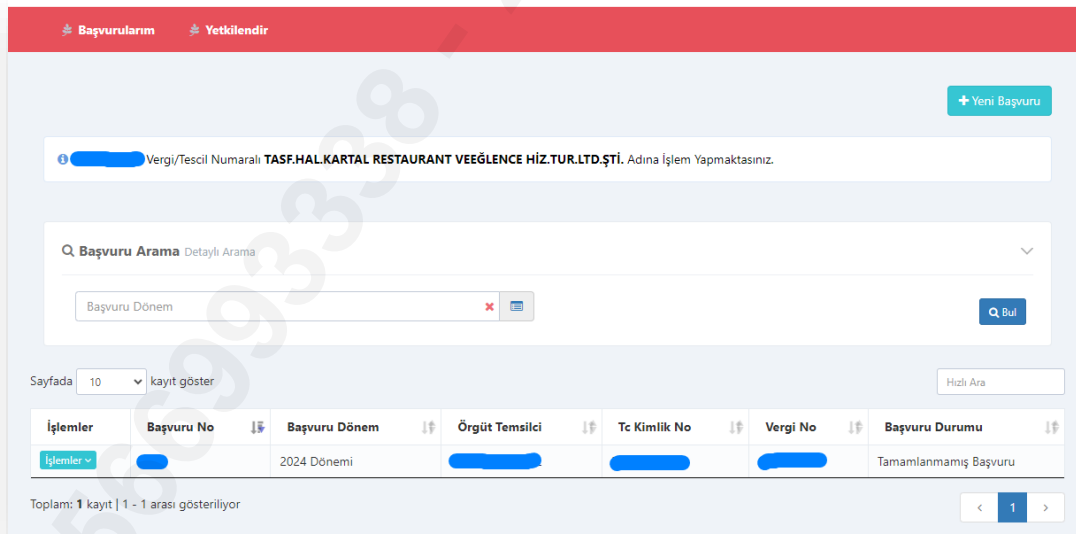 Başvurularım Yetkilendir
Yeni Başvuru
Vergi/Tescil Numaralı TASF.HAL.KARTAL RESTAURANT VEEĞLENCE HİZ.TUR.LTD.ŞTİ. Adına İşlem Yapmaktasınız.
Başvuru Arama Detaylı Arama
Başvuru Dönem
Bul
Sayfada 10 kayıt göster
Hızlı Ara
İşlemler Başvuru No Başvuru Dönem Örgüt Temsilci Tc Kimlik No Vergi No Başvuru Durumu
İşlemler 2024 Dönemi Tamamlanmamış Başvuru
Toplam: 1 kayıt | 1 - 1 arası gösteriliyor
< 1 >
566993338 -